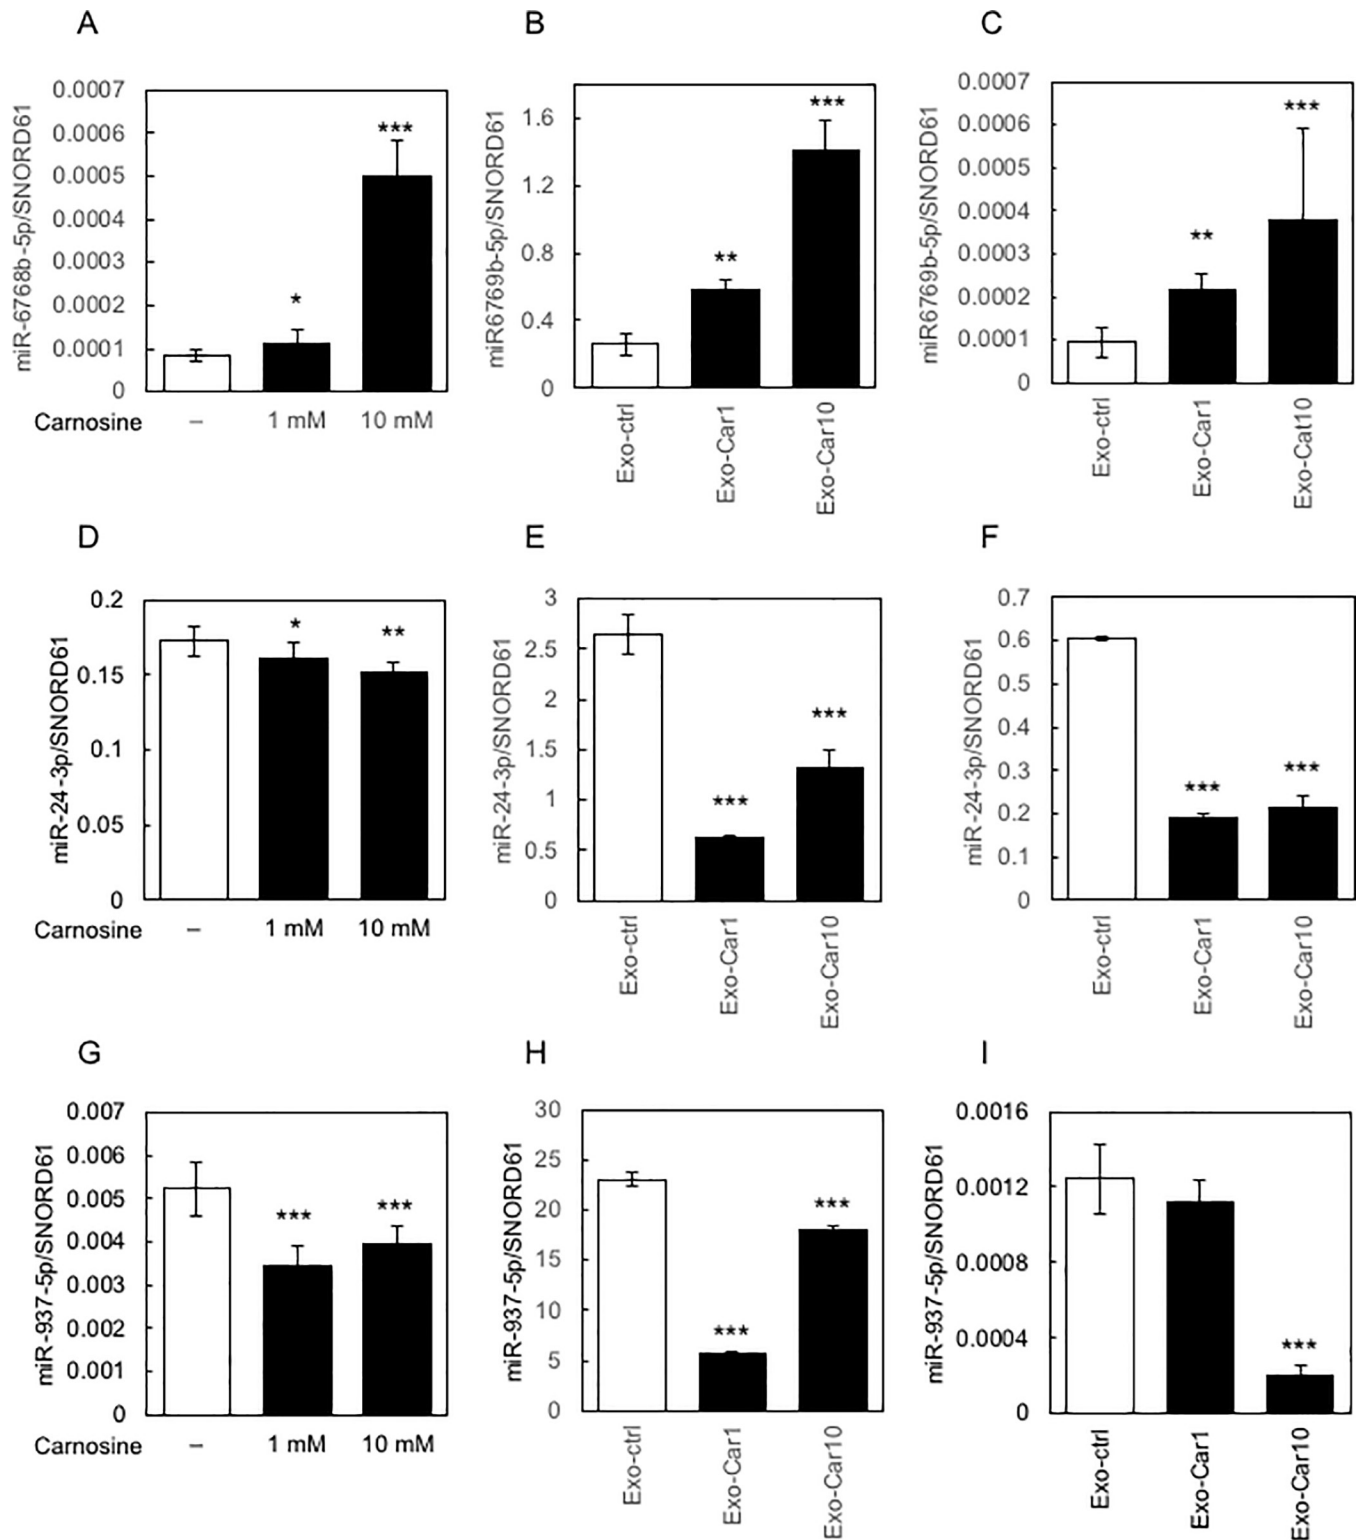 A
miR-6768b-5p/SNORD61
0.0007
0.0006
0.0005
0.0004
0.0003
0.0002
0.0001
0
*
***
Carnosine – 1 mM 10 mM
B
miR6769b-5p/SNORD61
1.6
1.2
0.8
0.4
0
**
***
Exo-ctrl
Exo-Car1
Exo-Car10
C
miR6769b-5p/SNORD61
0.0007
0.0006
0.0005
0.0004
0.0003
0.0002
0.0001
0
**
***
Exo-ctrl
Exo-Car1
Exo-Cat10
D
miR-24-3p/SNORD61
0.2
0.15
0.1
0.05
0
*
**
Carnosine – 1 mM 10 mM
E
miR-24-3p/SNORD61
3
2.5
2
1.5
1
0.5
0
***
***
Exo-ctrl
Exo-Car1
Exo-Car10
F
miR-24-3p/SNORD61
0.7
0.6
0.5
0.4
0.3
0.2
0.1
0
***
***
Exo-ctrl
Exo-Car1
Exo-Car10
G
miR-937-5p/SNORD61
0.007
0.006
0.005
0.004
0.003
0.002
0.001
0
***
***
Carnosine – 1 mM 10 mM
H
miR-937-5p/SNORD61
30
25
20
15
10
5
0
***
***
Exo-ctrl
Exo-Car1
Exo-Car10
I
miR-937-5p/SNORD61
0.0016
0.0012
0.0008
0.0004
0
***
Exo-ctrl
Exo-Car1
Exo-Car10